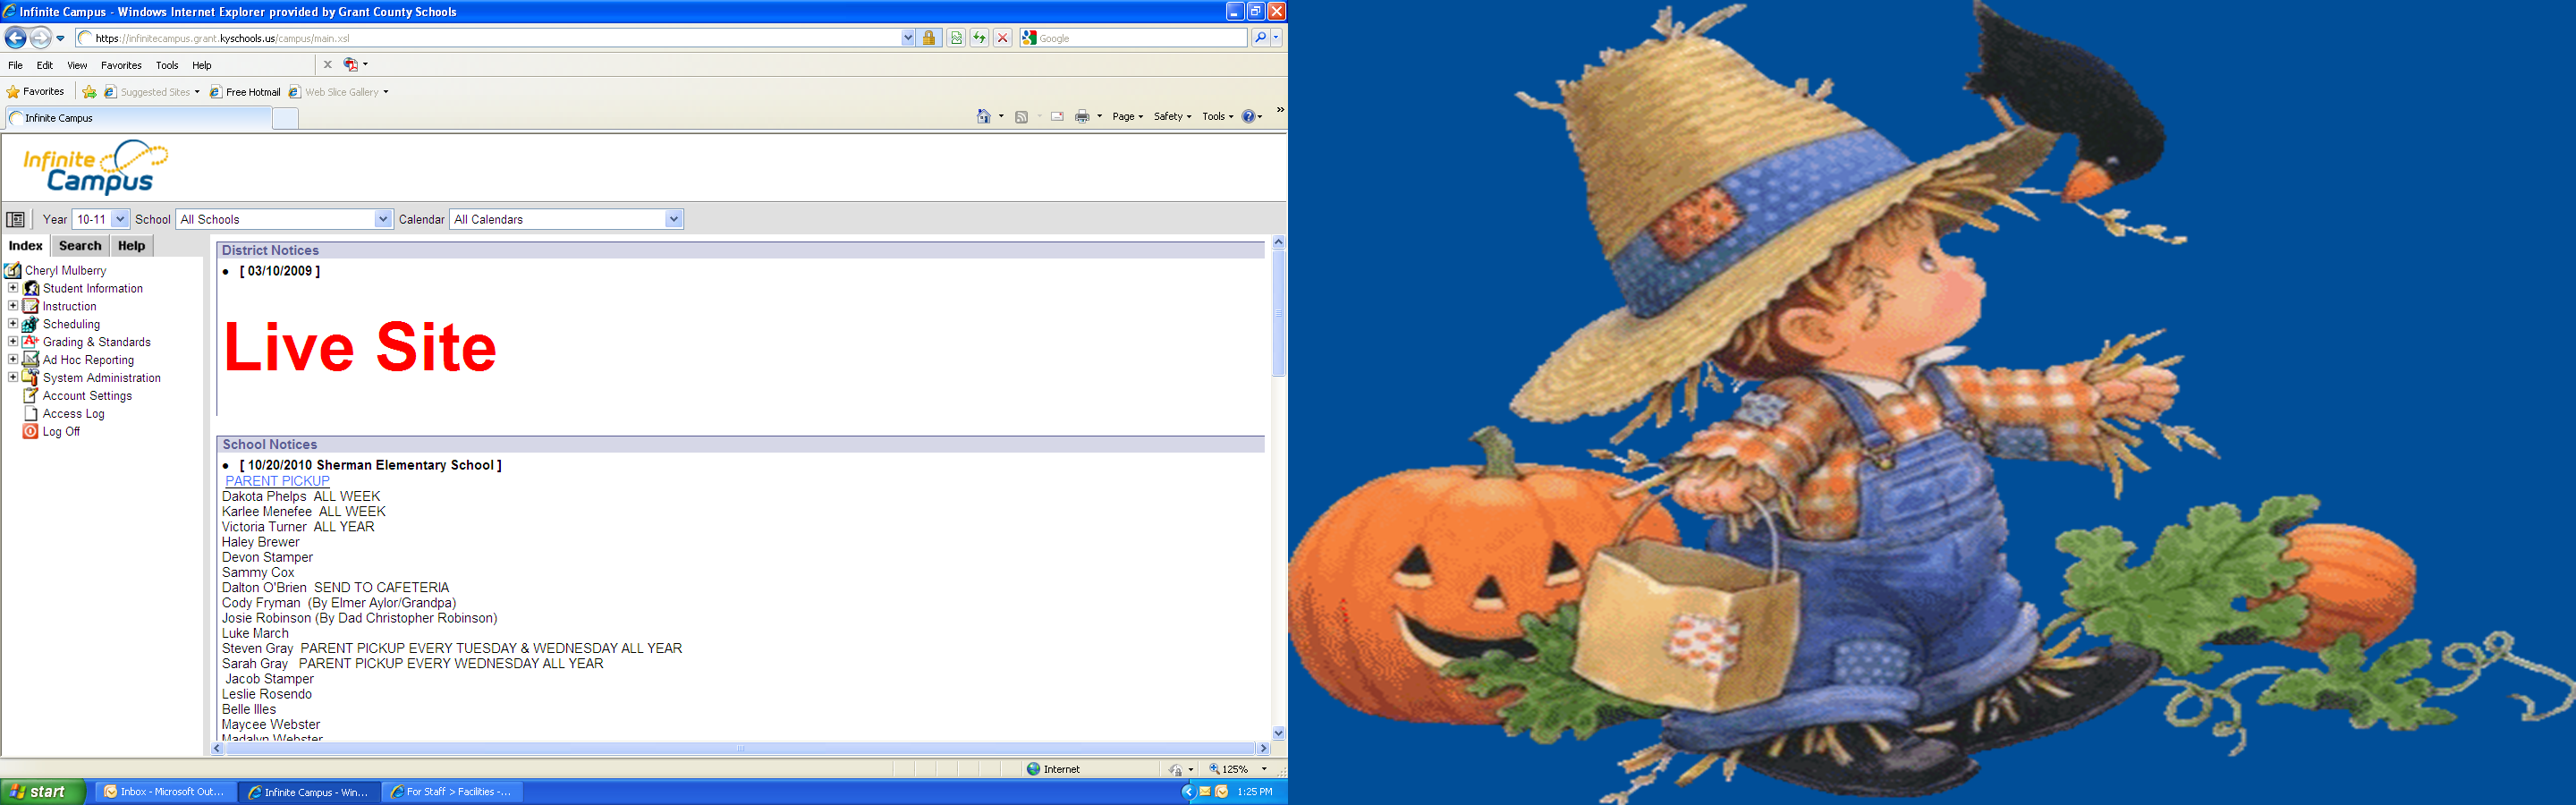 Infinite Campus - Windows Internet Explorer provided by Grant County Schools
https://infinitecampus.grant.kyschools.us/campus/main.xsl
Google
File Edit View Favorites Tools Help
Favorites Suggested Sites Free Hotmail Web Slice Gallery
Infinite Campus
Page Safety Tools
Infinite
Campus
Year 10-11 School All Schools Calendar All Calendars
Index Search Help
Cheryl Mulberry
Student Information
Instruction
Scheduling
Grading & Standards
Ad Hoc Reporting
System Administration
Account Settings
Access Log
Log Off
District Notices
• [ 03/10/2009 ]
Live Site
School Notices
• [ 10/20/2010 Sherman Elementary School ]
PARENT PICKUP
Dakota Phelps ALL WEEK
Karlee Menefee ALL WEEK
Victoria Turner ALL YEAR
Haley Brewer
Devon Stamper
Sammy Cox
Dalton O'Brien SEND TO CAFETERIA
Cody Fryman (By Elmer Aylor/Grandpa)
Josie Robinson (By Dad Christopher Robinson)
Luke March
Steven Gray PARENT PICKUP EVERY TUESDAY & WEDNESDAY ALL YEAR
Sarah Gray PARENT PICKUP EVERY WEDNESDAY ALL YEAR
Jacob Stamper
Leslie Rosendo
Belle Illes
Maycee Webster
Madalyn Webster
Internet
125%
start
Inbox - Microsoft Out...
Infinite Campus - Win...
For Staff > Facilities -...
1:25 PM